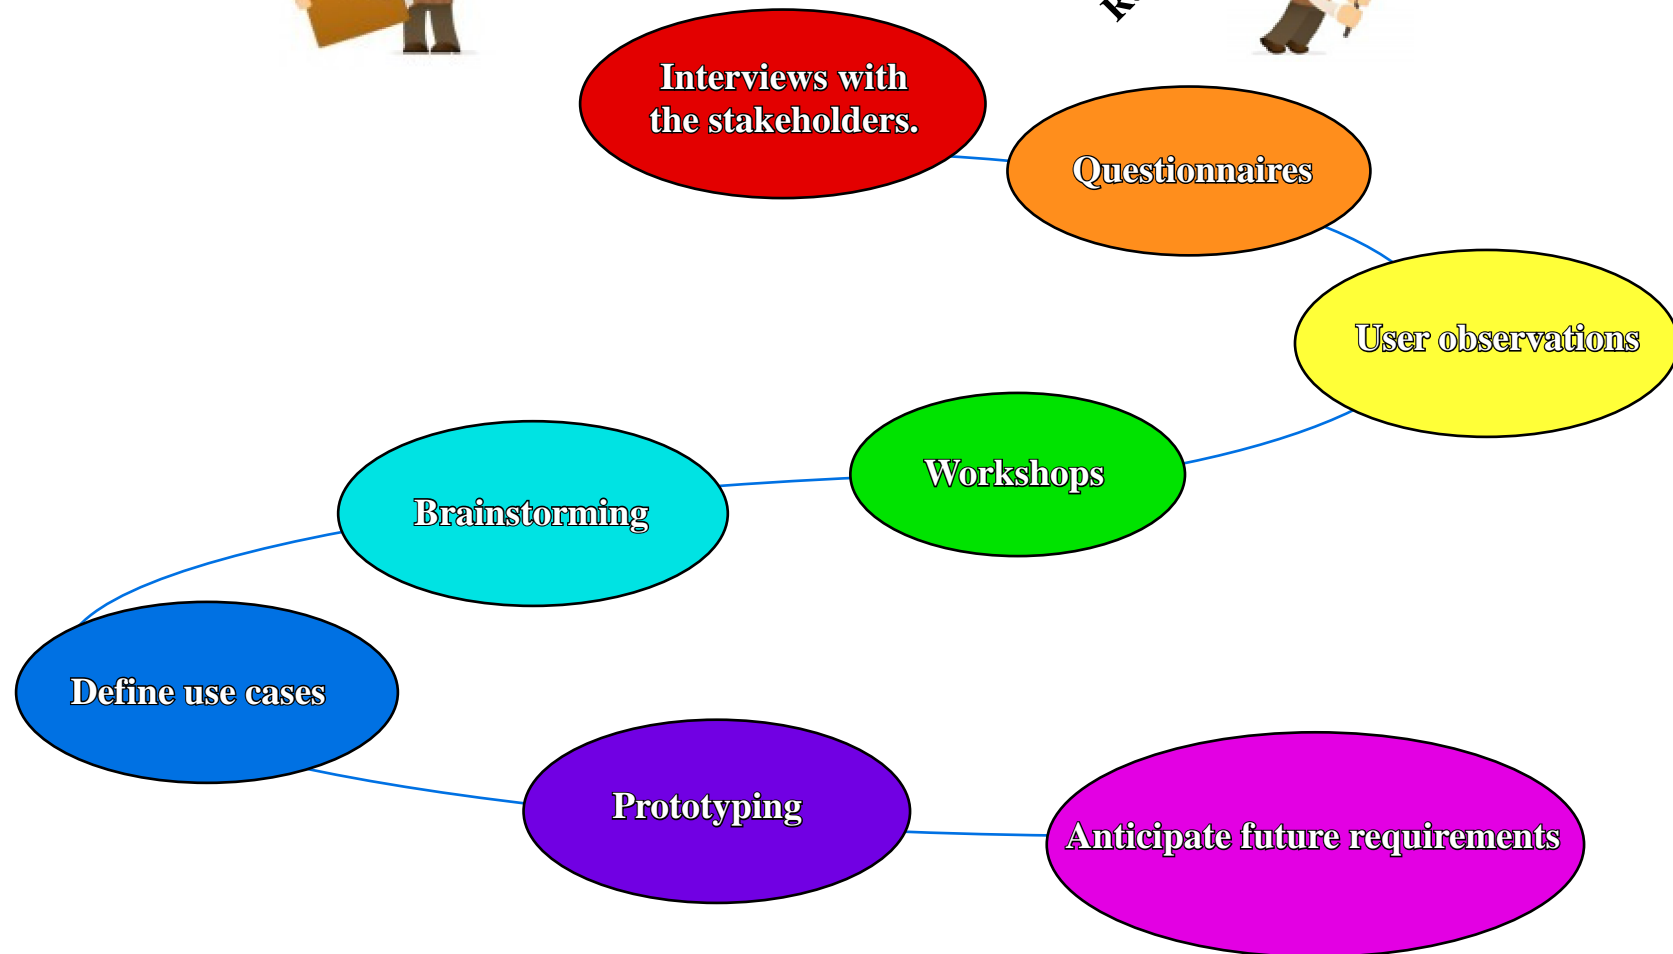 Interviews with
the stakeholders.
Questionnaires
User observations
Workshops
Brainstorming
Define use cases
Prototyping
Anticipate future requirements